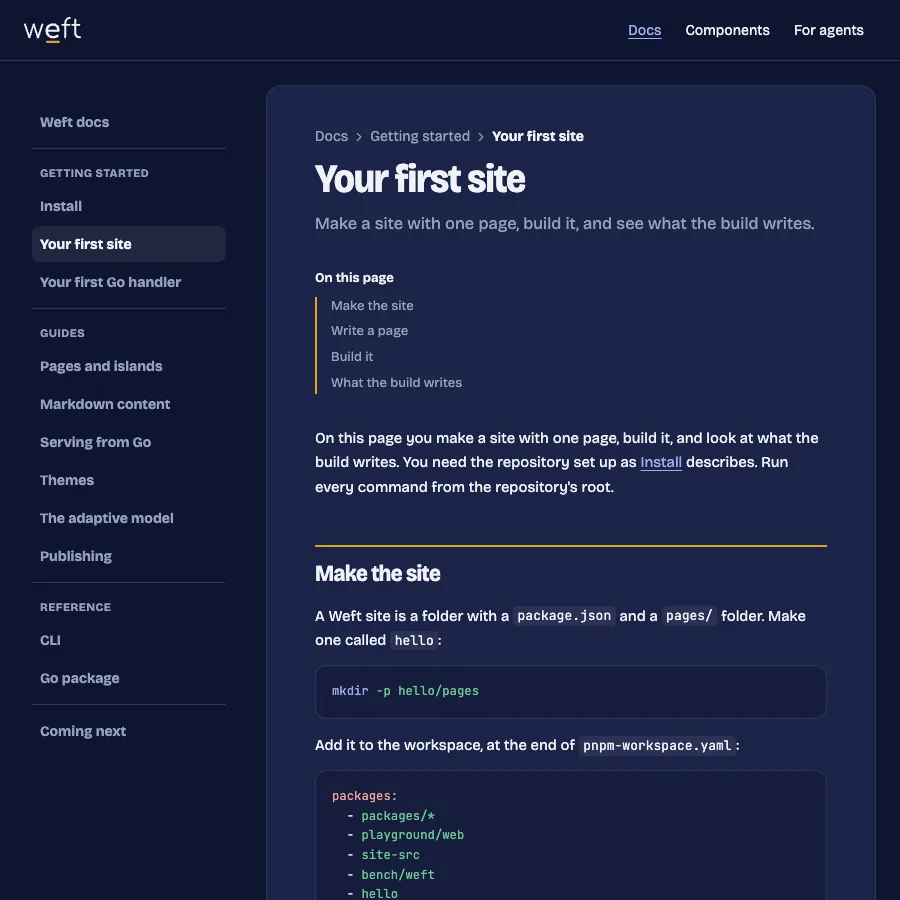 weft
Docs
Components
For agents
Weft docs
GETTING STARTED
Install
Your first site
Your first Go handler
GUIDES
Pages and islands
Markdown content
Serving from Go
Themes
The adaptive model
Publishing
REFERENCE
CLI
Go package
Coming next
Docs > Getting started > Your first site
Your first site
Make a site with one page, build it, and see what the build writes.
On this page
Make the site
Write a page
Build it
What the build writes
On this page you make a site with one page, build it, and look at what the
build writes. You need the repository set up as Install describes. Run
every command from the repository's root.
Make the site
A Weft site is a folder with a package.json and a pages/ folder. Make
one called hello:
mkdir -p hello/pages
Add it to the workspace, at the end of pnpm-workspace.yaml:
packages:
  - packages/*
  - playground/web
  - site-src
  - bench/weft
  - hello